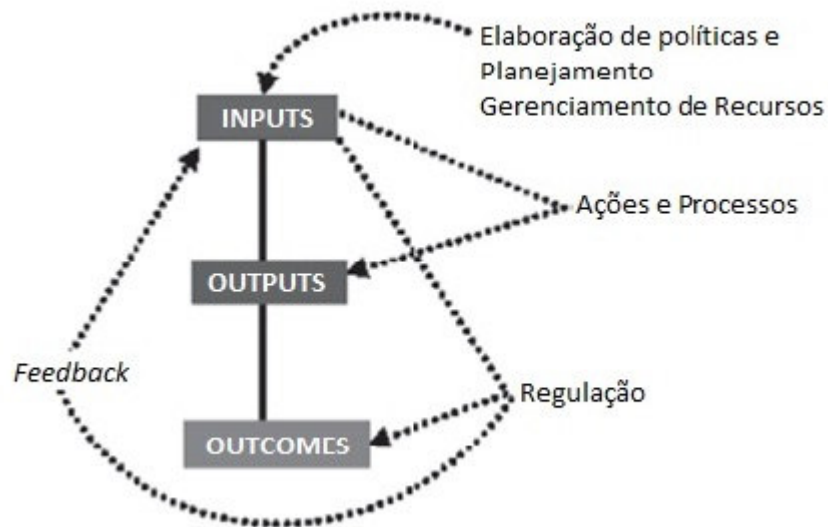 Elaboração de políticas e
Planejamento
Gerenciamento de Recursos
INPUTS
Ações e Processos
OUTPUTS
Feedback
Regulação
OUTCOMES